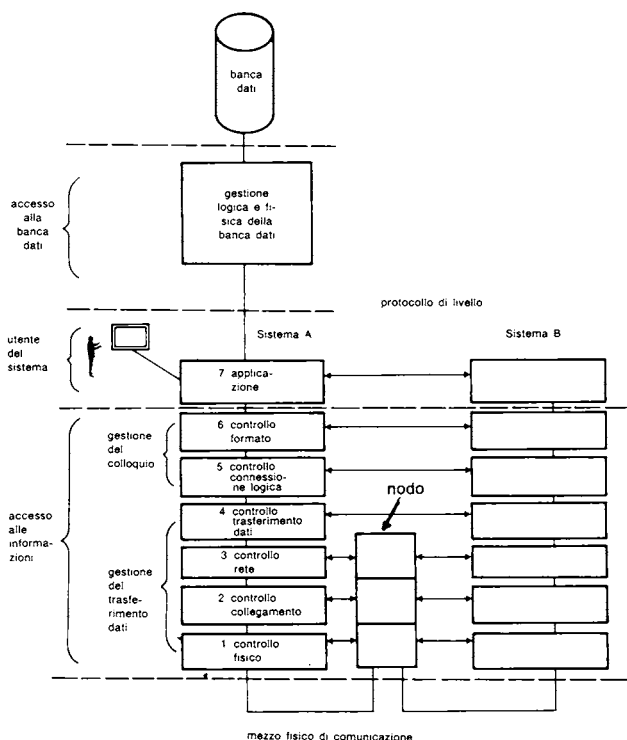 banca
dati
gestione
logica e fi-
sica della
banca dati
accesso
alla
banca
dati
protocollo di livello
utente
del
sistema
Sistema A
Sistema B
7 applica-
zione
6 controllo
formato
gestione
del
colloquio
5 controllo
connessio-
ne logica
nodo
4 controllo
trasferimento
dati
accesso
alle
informa-
zioni
3 controllo
rete
gestione
del
trasfe-
rimento
dati
2 controllo
collegamento
1 controllo
fisico
mezzo fisico di comunicazione